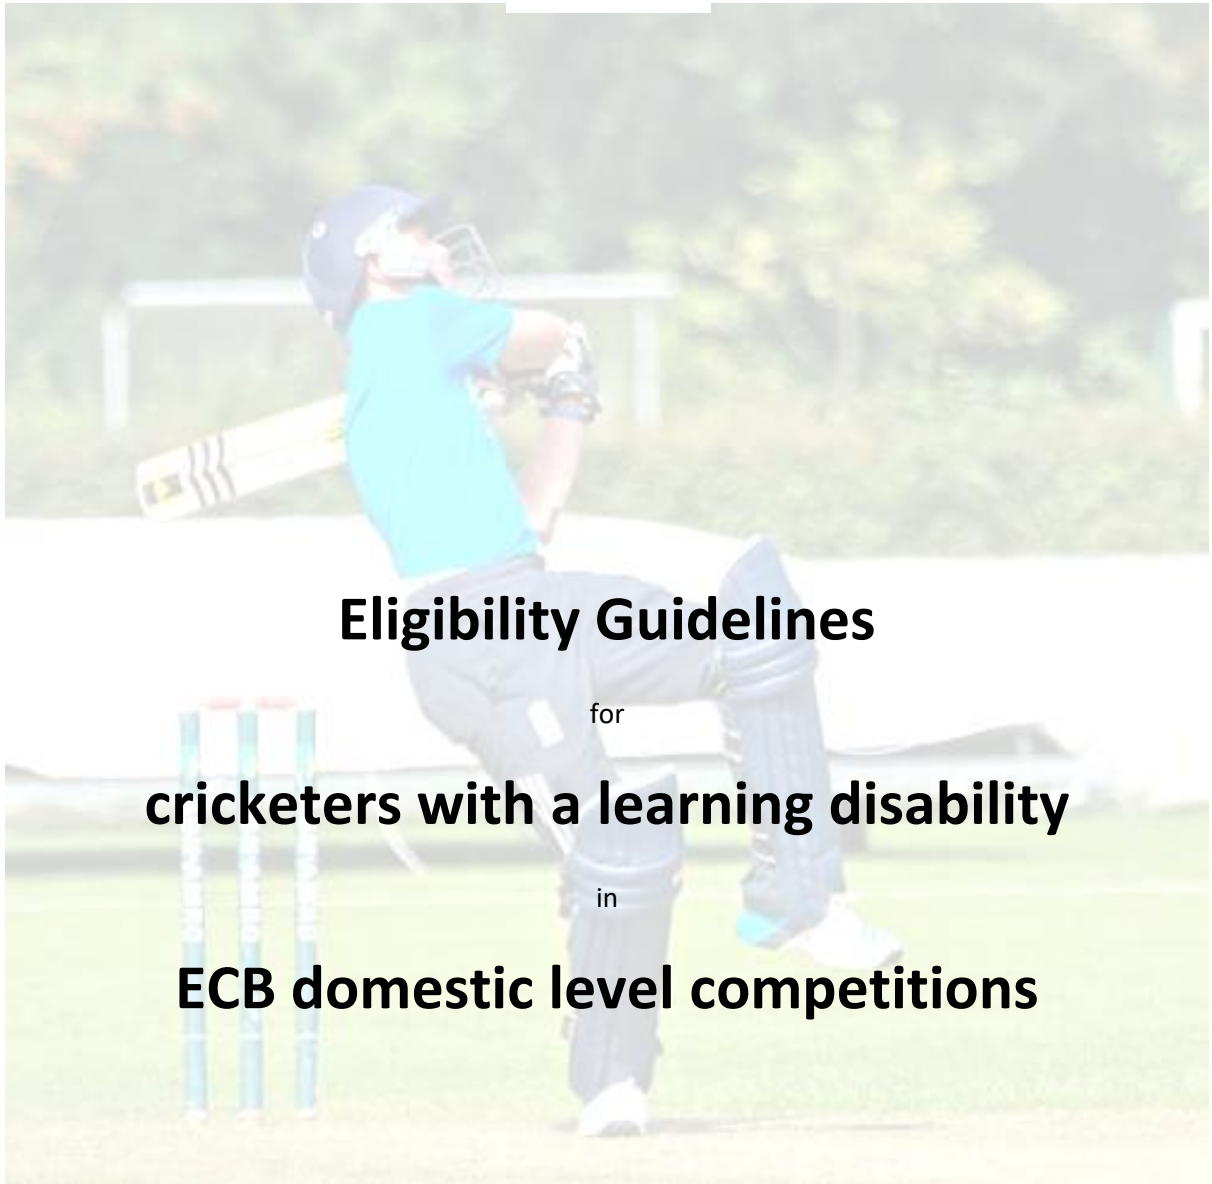 Eligibility Guidelines
for
cricketers with a learning disability
in
ECB domestic level competitions